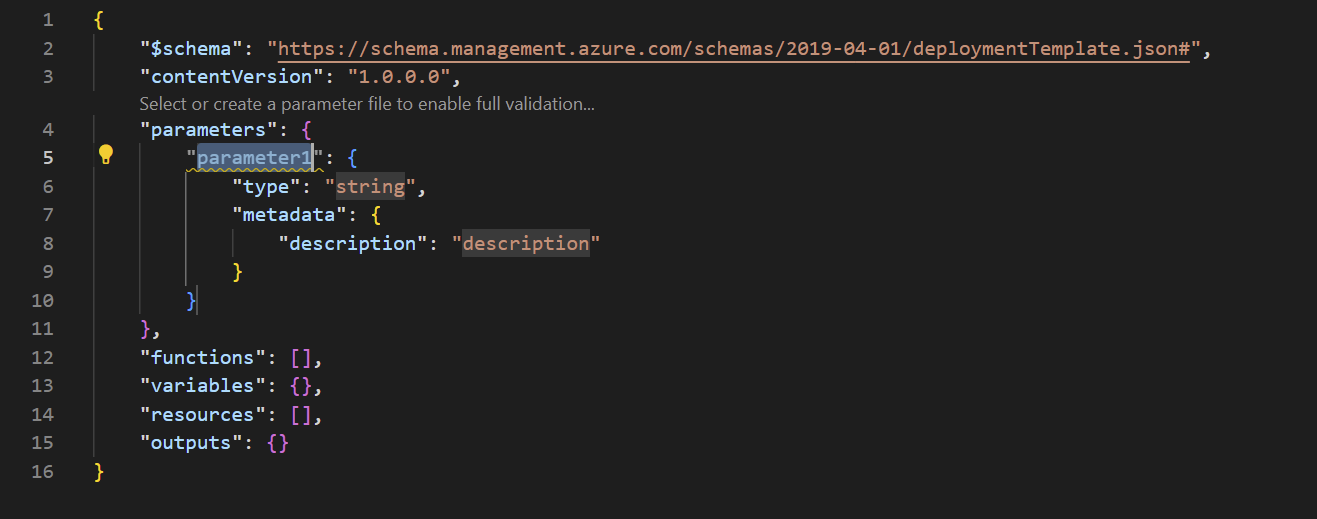 1 {
2 "$schema": "https://schema.management.azure.com/schemas/2019-04-01/deploymentTemplate.json#",
3 "contentVersion": "1.0.0.0",
Select or create a parameter file to enable full validation...
4 "parameters": {
5 "parameter1": {
6 "type": "string",
7 "metadata": {
8 "description": "description"
9 }
10 }
11 },
12 "functions": [],
13 "variables": {},
14 "resources": [],
15 "outputs": {}
16 }